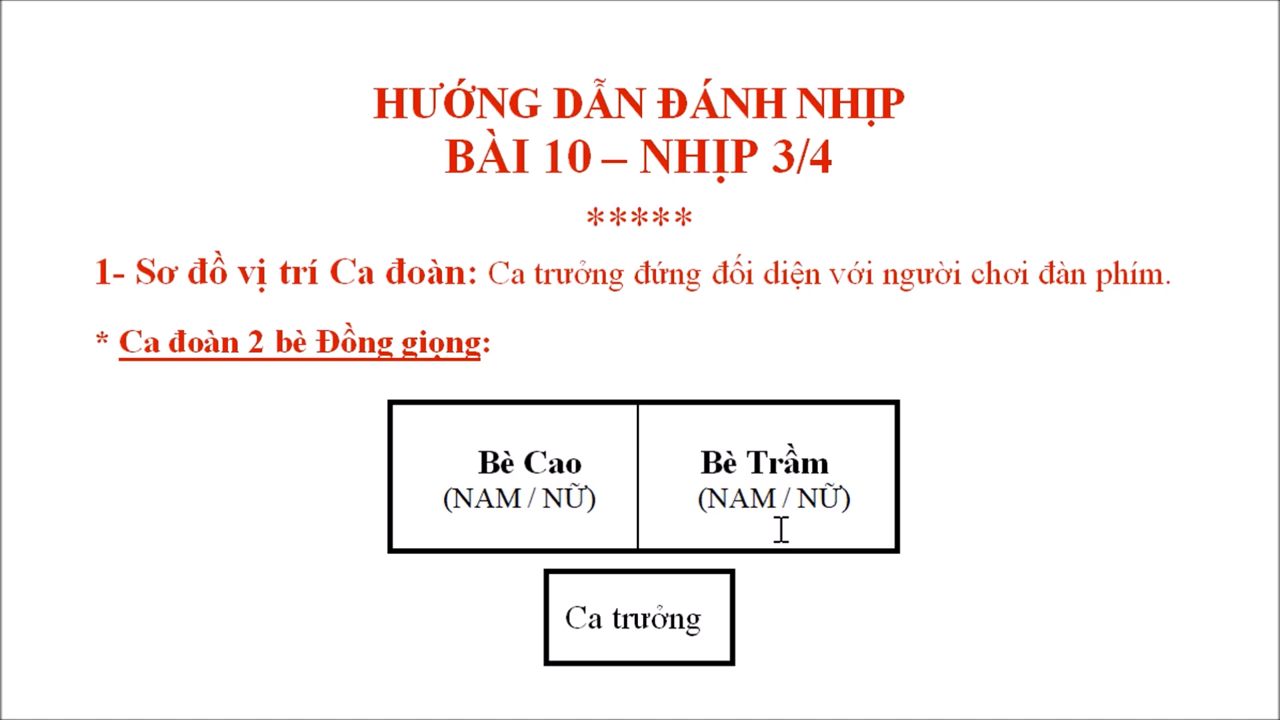 HƯỚNG DẪN ĐÁNH NHỊP
BÀI 10 – NHỊP 3/4
*****
1- Sơ đồ vị trí Ca đoàn: Ca trưởng đứng đối diện với người chơi đàn phím.
* Ca đoàn 2 bè Đồng giọng:
Bè Cao Bè Trầm
(NAM / NỮ) (NAM / NỮ)
Ca trưởng